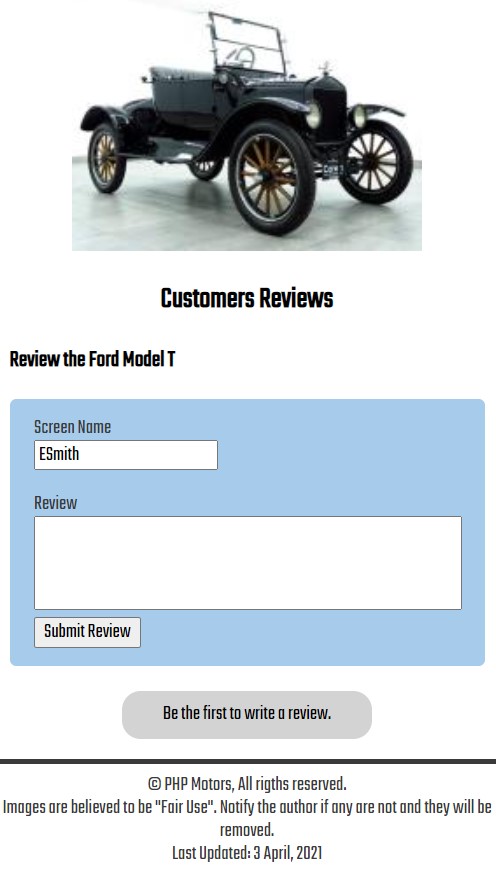 Customers Reviews
Review the Ford Model T
Screen Name
ESmith
Review
Submit Review
Be the first to write a review.
© PHP Motors, All rigths reserved.
Images are believed to be "Fair Use". Notify the author if any are not and they will be
removed.
Last Updated: 3 April, 2021